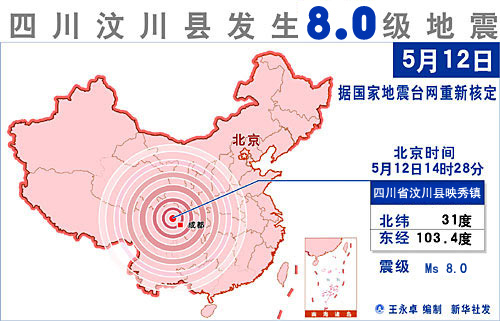 四川汶川县发生8.0级地震
5月12日
据国家地震台网重新核定
北京
北京时间
5月12日14时28分
四川省汶川县映秀镇
北纬 31度
东经 103.4度
成都
震级 Ms 8.0
南海诸岛
王永卓 编制 新华社发